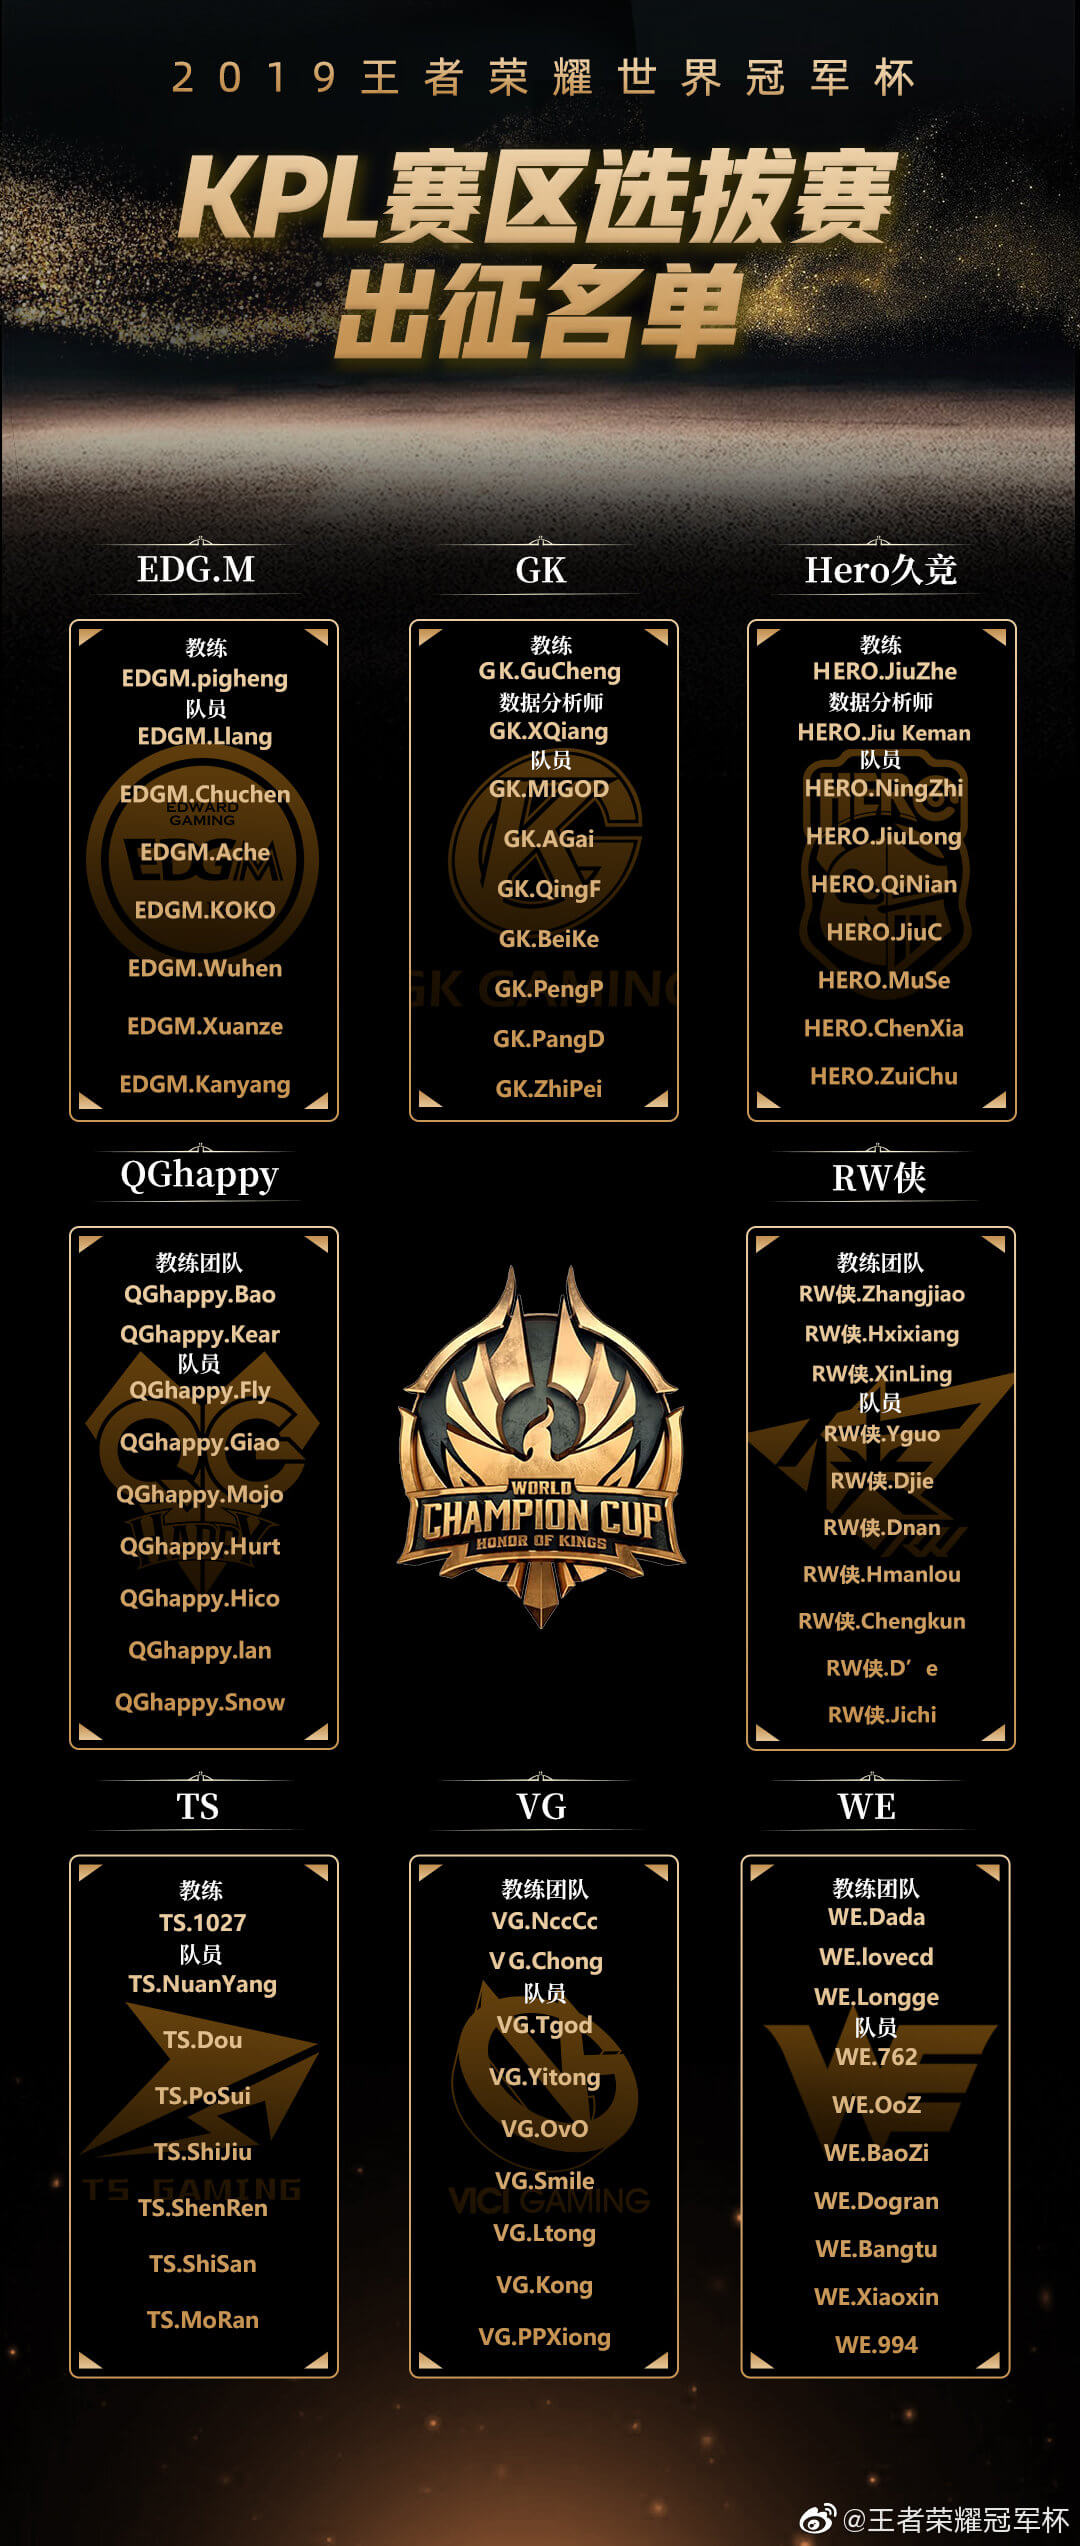 2019王者荣耀世界冠军杯
KPL赛区选拔赛
出征名单
EDG.M
教练
EDGM.pigheng
队员
EDGM.Llang
EDGM.Chuchen
EDWARD
GAMING
EDGM
EDGM.Ache
EDGM.KOKO
EDGM.Wuhen
EDGM.Xuanze
EDGM.Kanyang
GK
教练
GK.GuCheng
数据分析师
GK.XQiang
队员
GK.MIGOD
GK.AGai
GK.QingF
GK.BeiKe
GK GAMING
GK.PengP
GK.PangD
GK.ZhiPei
Hero久竞
教练
HERO.JiuZhe
数据分析师
HERO.Jiu Keman
队员
HERO.NingZhi
HERO
HERO.JiuLong
HERO.QiNian
HERO.JiuC
HERO.MuSe
HERO.ChenXia
HERO.ZuiChu
QGhappy
教练团队
QGhappy.Bao
QGhappy.Kear
队员
QGhappy.Fly
QGhappy.Giao
QG
QGhappy.Mojo
HAPPY
QGhappy.Hurt
QGhappy.Hico
QGhappy.lan
QGhappy.Snow
WORLD
CHAMPION CUP
HONOR OF KINGS
RW侠
教练团队
RW侠.Zhangjiao
RW侠.Hxixiang
RW侠.XinLing
队员
RW侠.Yguo
RW侠.Djie
RW侠.Dnan
RW侠.Hmanlou
RW侠.Chengkun
RW侠.D’e
RW侠.Jichi
TS
教练
TS.1027
队员
TS.NuanYang
TS.Dou
TS.PoSui
TS.ShiJiu
TS GAMING
TS.ShenRen
TS.ShiSan
TS.MoRan
VG
教练团队
VG.NccCc
VG.Chong
队员
VG.Tgod
VG.Yitong
VG.OvO
VG.Smile
VICI GAMING
VG.Ltong
VG.Kong
VG.PPXiong
WE
教练团队
WE.Dada
WE.lovecd
WE.Longge
队员
WE.762
WE
WE.OoZ
WE.BaoZi
WE.Dogran
WE.Bangtu
WE.Xiaoxin
WE.994
@王者荣耀冠军杯